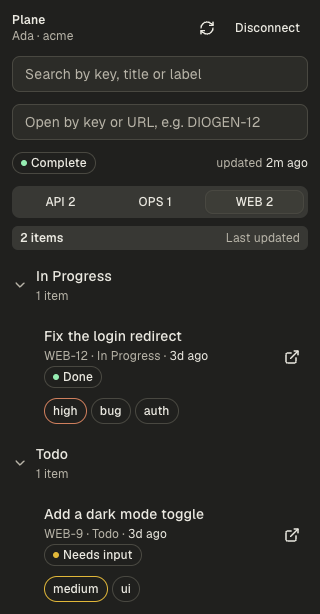 Plane
Ada · acme
Disconnect
Search by key, title or label
Open by key or URL, e.g. DIOGEN-12
Complete
updated 2m ago
API 2
OPS 1
WEB 2
2 items
Last updated
In Progress
1 item
Fix the login redirect
WEB-12 · In Progress · 3d ago
Done
high
bug
auth
Todo
1 item
Add a dark mode toggle
WEB-9 · Todo · 3d ago
Needs input
medium
ui